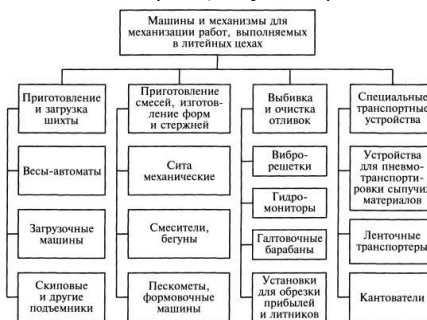 Машины и механизмы для
механизации работ, выполняемых
в литейных цехах
Приготовление
и загрузка
шихты
Весы-автоматы
Загрузочные
машины
Скиповые
и другие
подъемники
Приготовление
смесей, изготов-
ление форм
и стержней
Сита
механические
Смесители,
бегуны
Пескометы,
формовочные
машины
Выбивка
и очистка
отливок
Вибро-
решетки
Гидро-
мониторы
Галтовочные
барабаны
Установки
для обрезки
прибылей
и литников
Специальные
транспортные
устройства
Устройства
для пневмо-
транспорти-
ровки сыпучих
материалов
Ленточные
транспортеры
Кантователи